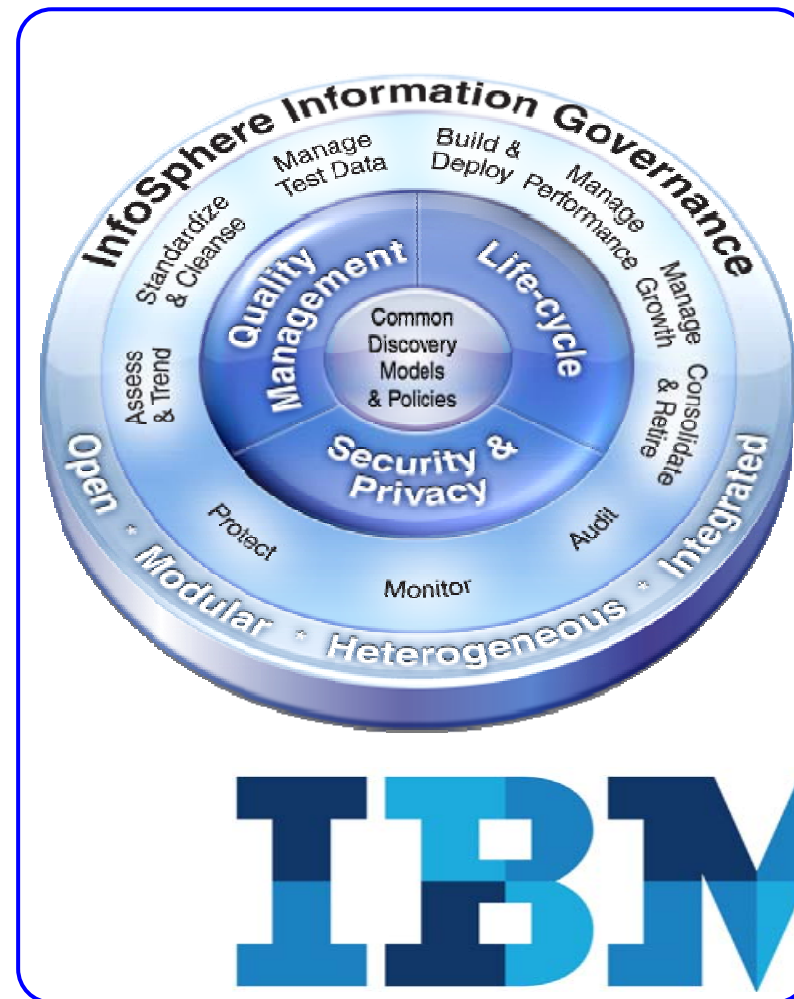 InfoSphere Information Governance
Manage
Test Data
Build &
Deploy
Manage
Performance
Standardize
& Cleanse
Manage
Growth
Assess
& Trend
Consolidate
& Retire
Quality
Management
Life-cycle
Common
Discovery
Models
& Policies
Security &
Privacy
Protect
Monitor
Audit
Open * Modular * Heterogeneous * Integrated
IBM